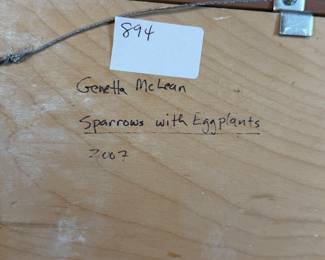 894
Genetta McLean
Sparrows with Eggplants
2007